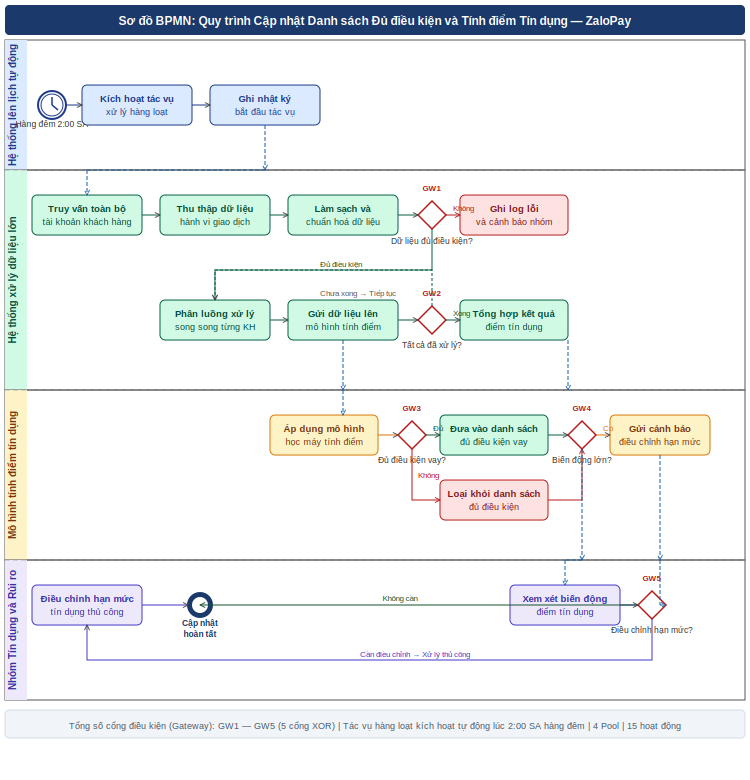 Sơ đồ BPMN: Quy trình Cập nhật Danh sách Đủ điều kiện và Tính điểm Tín dụng — ZaloPay
Hệ thống lên lịch tự động
Hàng đêm 2:00 SA
Kích hoạt tác vụ
xử lý hàng loạt
Ghi nhật ký
bắt đầu tác vụ
Hệ thống xử lý dữ liệu lớn
Truy vấn toàn bộ
tài khoản khách hàng
Thu thập dữ liệu
hành vi giao dịch
Làm sạch và
chuẩn hoá dữ liệu
GW1
Dữ liệu đủ điều kiện?
Không
Ghi log lỗi
và cảnh báo nhóm
Đủ điều kiện
Phân luồng xử lý
song song từng KH
Chưa xong → Tiếp tục
Gửi dữ liệu lên
mô hình tính điểm
GW2
Tất cả đã xử lý?
Xong
Tổng hợp kết quả
điểm tín dụng
Mô hình tính điểm tín dụng
Áp dụng mô hình
học máy tính điểm
GW3
Đủ điều kiện vay?
Đủ
Đưa vào danh sách
đủ điều kiện vay
GW4
Biến động lớn?
Có
Gửi cảnh báo
điều chỉnh hạn mức
Không
Loại khỏi danh sách
đủ điều kiện
Nhóm Tín dụng và Rủi ro
Điều chỉnh hạn mức
tín dụng thủ công
Cập nhật
hoàn tất
Không cần
Xem xét biến động
điểm tín dụng
GW5
Điều chỉnh hạn mức?
Cần điều chỉnh → Xử lý thủ công
Tổng số cổng điều kiện (Gateway): GW1 — GW5 (5 cổng XOR) | Tác vụ hàng loạt kích hoạt tự động lúc 2:00 SA hàng đêm | 4 Pool | 15 hoạt động